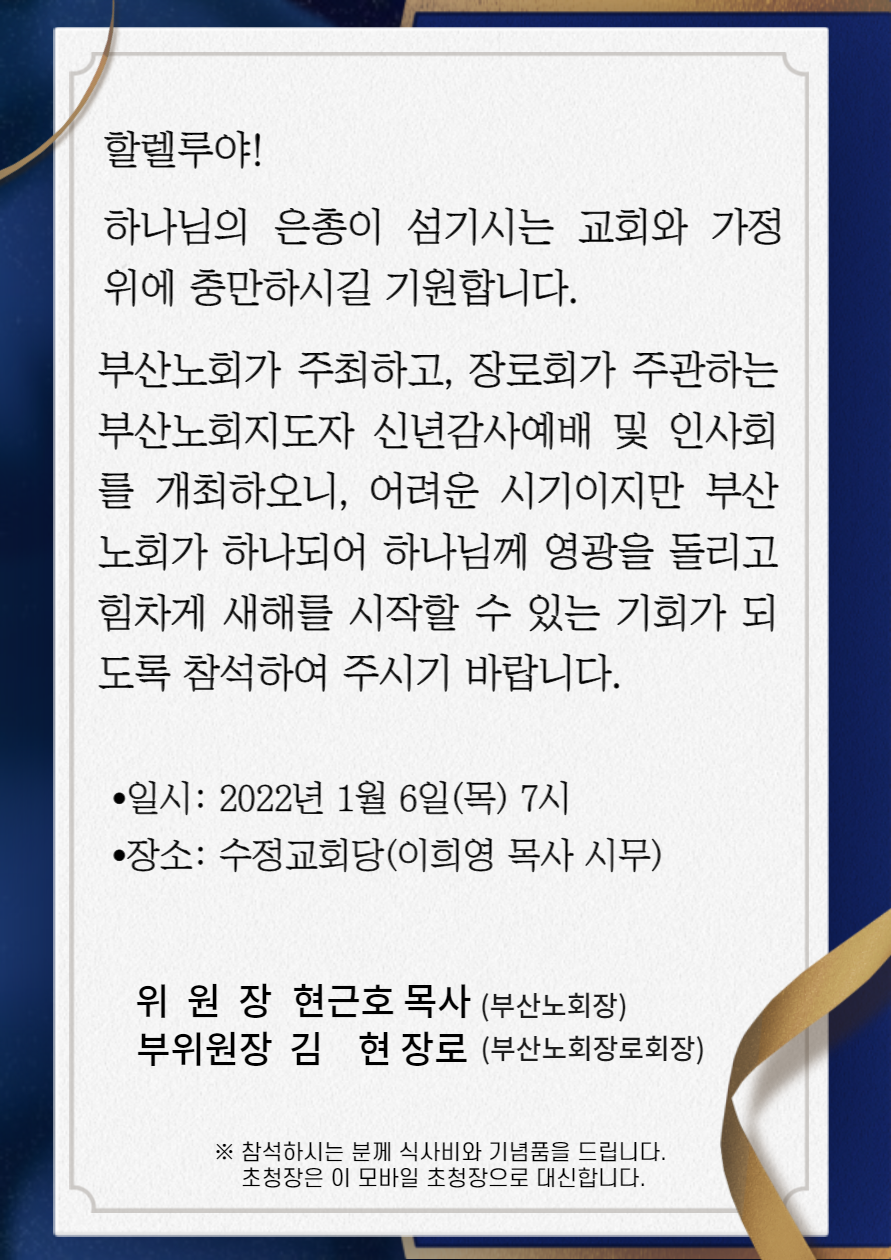 할렐루야!
하나님의 은총이 섬기시는 교회와 가정
위에 충만하시길 기원합니다.
부산노회가 주최하고, 장로회가 주관하는
부산노회지도자 신년감사예배 및 인사회
를 개최하오니, 어려운 시기이지만 부산
노회가 하나되어 하나님께 영광을 돌리고
힘차게 새해를 시작할 수 있는 기회가 되
도록 참석하여 주시기 바랍니다.
•일시: 2022년 1월 6일(목) 7시
•장소: 수정교회당(이희영 목사 시무)
위 원 장 현근호 목사 (부산노회장)
부위원장 김 현 장로 (부산노회장로회장)
※ 참석하시는 분께 식사비와 기념품을 드립니다.
초청장은 이 모바일 초청장으로 대신합니다.